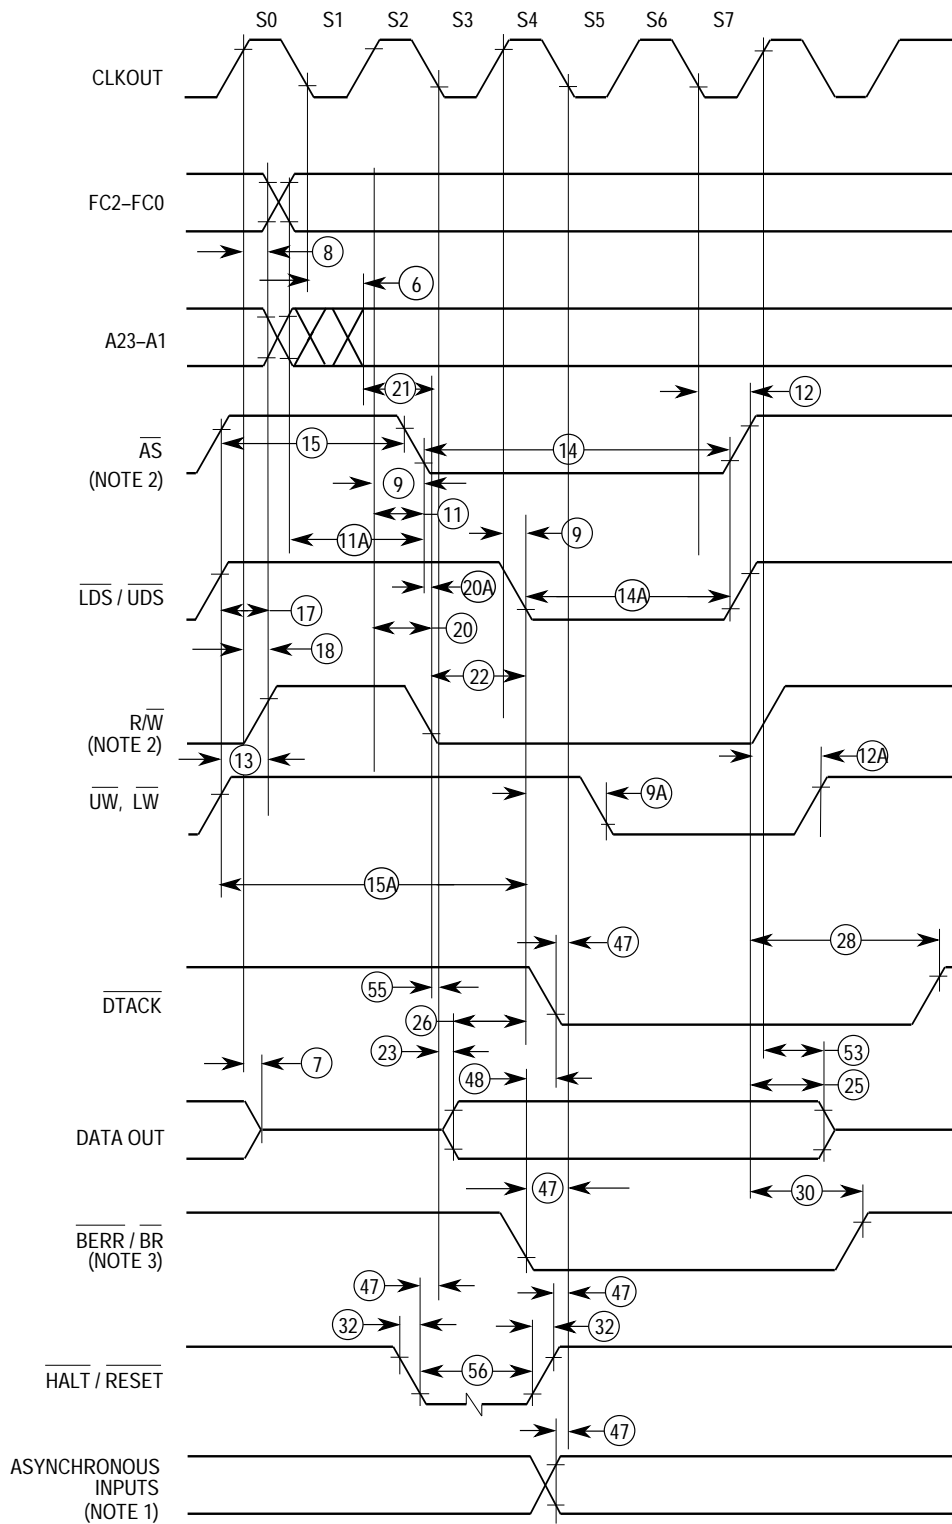 S0 S1 S2 S3 S4 S5 S6 S7
CLKOUT
FC2–FC0
8
6
A23–A1
21
12
AS
(NOTE 2)
15
14
9
11
9
11A
LDS / UDS
20A
14A
17
20
18
22
R/W
(NOTE 2)
13
12A
UW, LW
9A
15A
28
47
DTACK
55
26
23
53
7
48
25
DATA OUT
47
30
BERR / BR
(NOTE 3)
47
47
32
32
HALT / RESET
56
47
ASYNCHRONOUS
INPUTS
(NOTE 1)